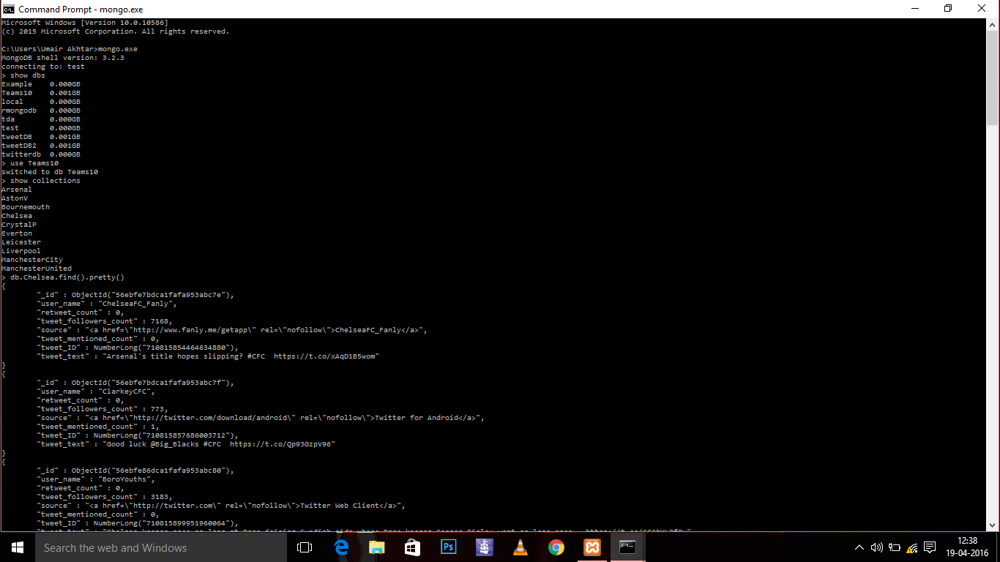 Command Prompt - mongo.exe
Microsoft Windows [Version 10.0.10586]
(c) 2015 Microsoft Corporation. All rights reserved.
C:\Users\Umair Akhtar>mongo.exe
MongoDB shell version: 3.2.3
connecting to: test
> show dbs
Example    0.000GB
Teams10    0.001GB
local      0.000GB
rmongodb   0.000GB
tda        0.000GB
test       0.000GB
tweetDB    0.001GB
tweetDB2   0.001GB
twitterdb  0.000GB
> use Teams10
switched to db Teams10
> show collections
Arsenal
AstonV
Bournemouth
Chelsea
CrystalP
Everton
Leicester
Liverpool
ManchesterCity
ManchesterUnited
> db.Chelsea.find().pretty()
{
"_id" : ObjectId("56ebfe7bdca1fafa953abc7e"),
"user_name" : "ChelseaFC_Fanly",
"retweet_count" : 0,
"tweet_followers_count" : 7168,
"source" : "<a href=\"http://www.fanly.me/getapp\" rel=\"nofollow\">ChelseaFC_Fanly</a>",
"tweet_mentioned_count" : 0,
"tweet_ID" : NumberLong("710815854464634880"),
"tweet_text" : "Arsenal's title hopes slipping? #CFC  https://t.co/xAqD1B5wom"
}
{
"_id" : ObjectId("56ebfe7bdca1fafa953abc7f"),
"user_name" : "ClarkeyCFC",
"retweet_count" : 0,
"tweet_followers_count" : 773,
"source" : "<a href=\"http://twitter.com/download/android\" rel=\"nofollow\">Twitter for Android</a>",
"tweet_mentioned_count" : 1,
"tweet_ID" : NumberLong("710815857686003712"),
"tweet_text" : "Good luck @Big_Blacks #CFC  https://t.co/Qp93GzpV96"
}
{
"_id" : ObjectId("56ebfe86dca1fafa953abc80"),
"user_name" : "BoroYouths",
"retweet_count" : 0,
"tweet_followers_count" : 3183,
"source" : "<a href=\"http://twitter.com\" rel=\"nofollow\">Twitter Web Client</a>",
"tweet_mentioned_count" : 0,
"tweet_ID" : NumberLong("710815899951960064"),
Search the web and Windows
Ps
12:38
19-04-2016